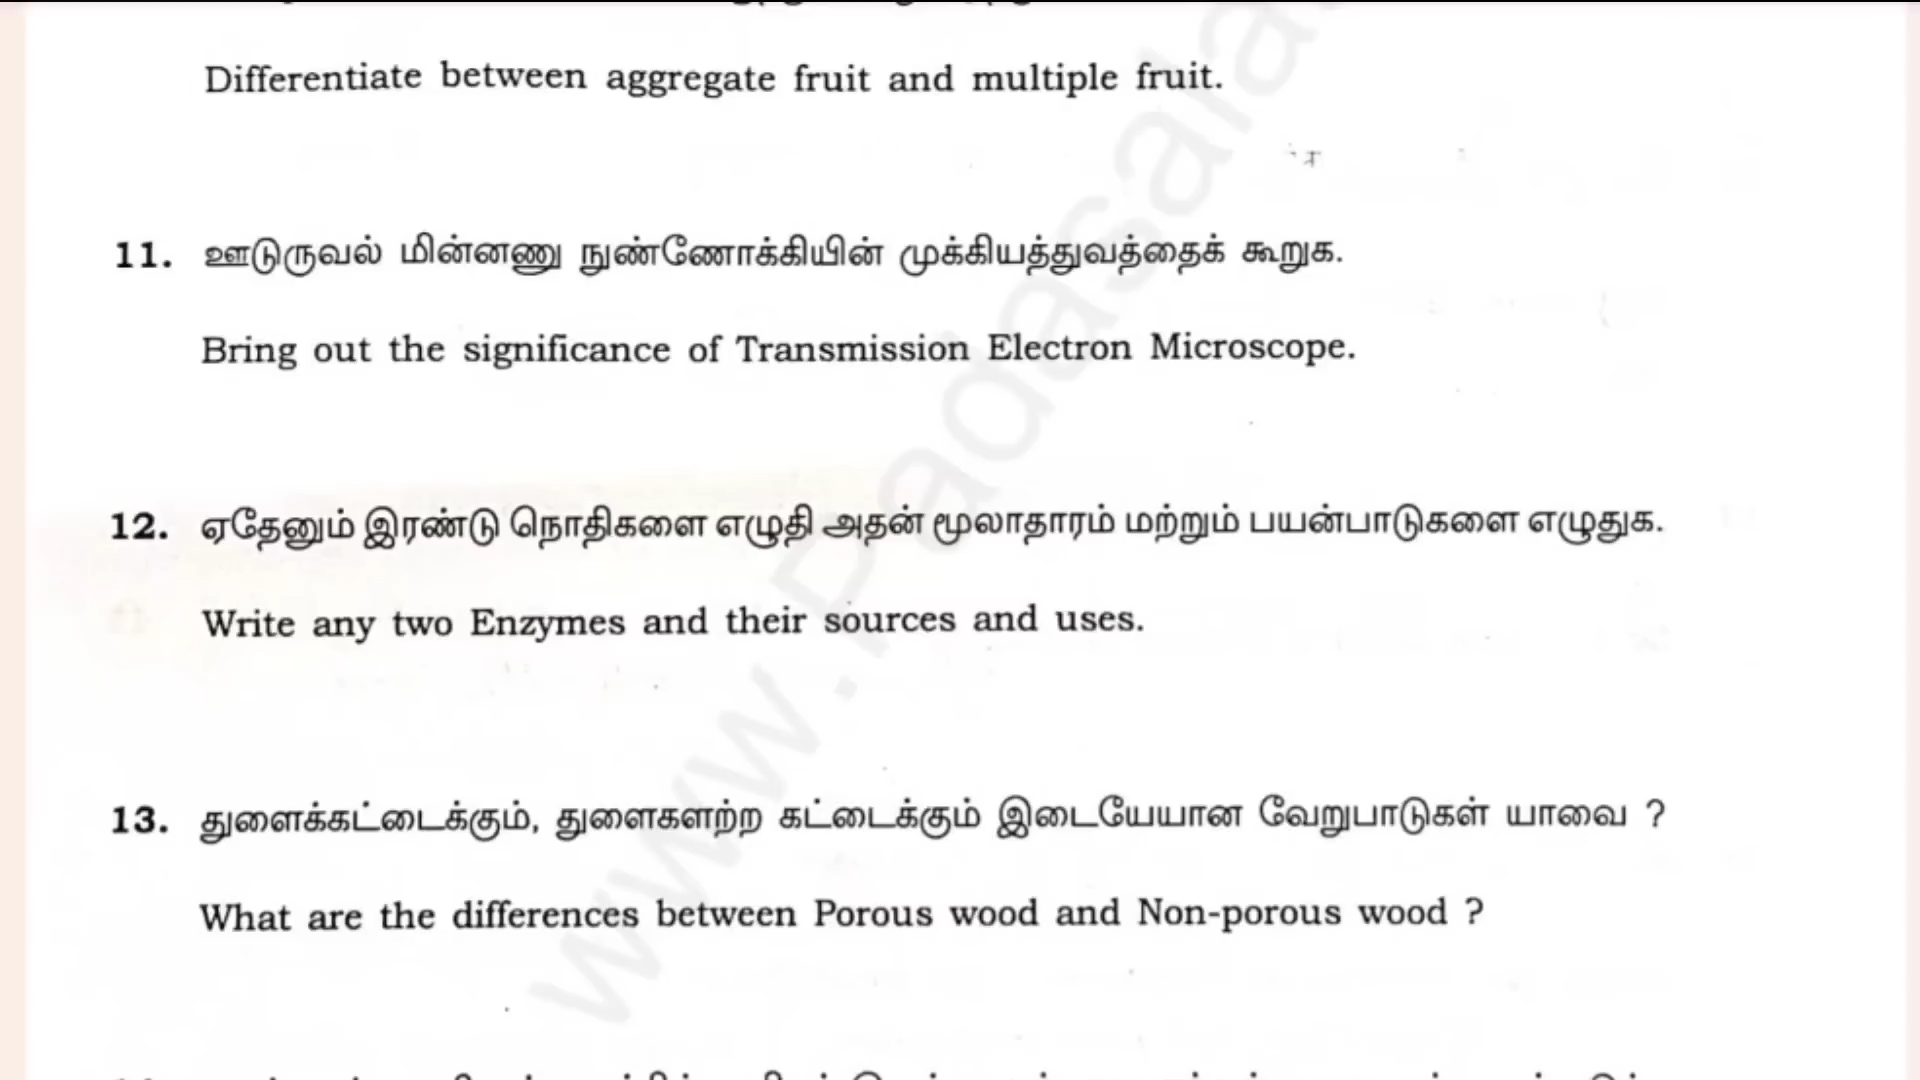 Differentiate between aggregate fruit and multiple fruit.
11. ஊடுருவல் மின்னணு நுண்ணோக்கியின் முக்கியத்துவத்தைக் கூறுக.
Bring out the significance of Transmission Electron Microscope.
12. ஏதேனும் இரண்டு நொதிகளை எழுதி அதன் மூலாதாரம் மற்றும் பயன்பாடுகளை எழுதுக.
Write any two Enzymes and their sources and uses.
13. துளைக்கட்டைக்கும், துளைகளற்ற கட்டைக்கும் இடையேயான வேறுபாடுகள் யாவை ?
What are the differences between Porous wood and Non-porous wood ?
www.Padasala